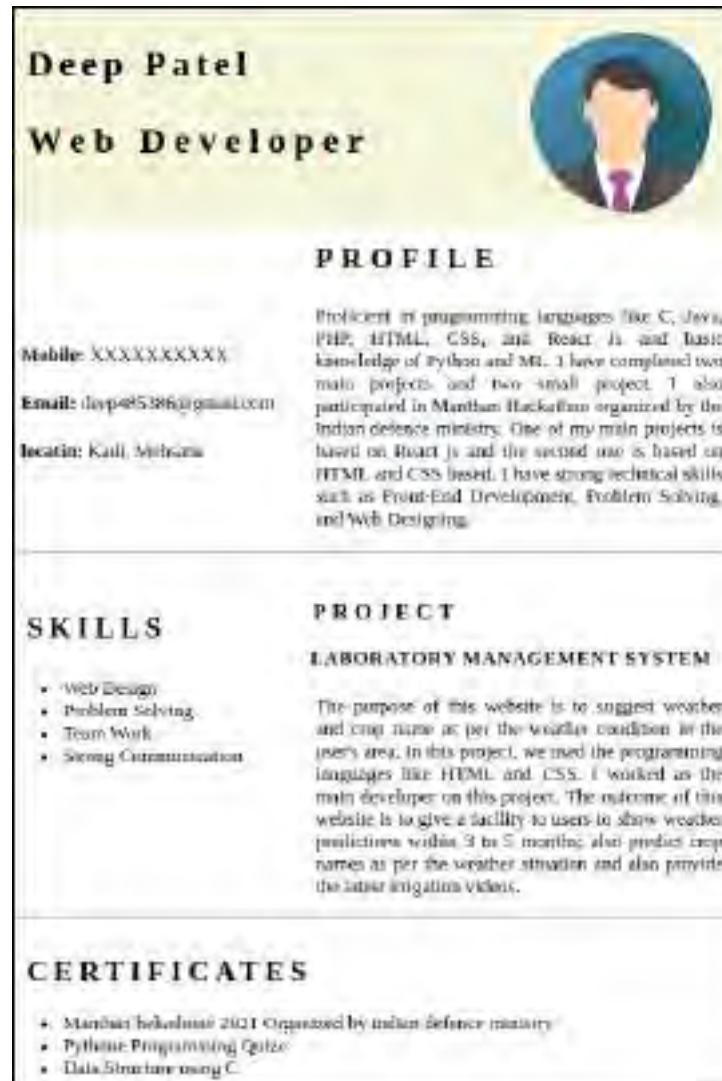 Deep Patel
Web Developer
Mobile: XXXXXXXXXX
Email: deep485386@gmail.com
locatin: Kadi, Mehsana
PROFILE
Proficient in programming languages like C, Java,
PHP, HTML, CSS, and React js and basic
knowledge of Python and ML. I have completed two
main projects and two small project. I also
participated in Manthan Hackathon organized by the
Indian defence ministry. One of my main projects is
based on React js and the second one is based on
HTML and CSS based. I have strong technical skills
such as Front-End Development, Problem Solving,
and Web Designing.
SKILLS
Web Design
Problem Solving
Team Work
Strong Communication
PROJECT
LABORATORY MANAGEMENT SYSTEM
The purpose of this website is to suggest weather
and crop name as per the weather condition in the
user's area. In this project, we used the programming
languages like HTML and CSS. I worked as the
main developer on this project. The outcome of this
website is to give a facility to users to show weather
predictions within 3 to 5 months; also predict crop
names as per the weather situation and also provide
the latest irrigation videos.
CERTIFICATES
Manthan 2021 Organized by indian defence ministry
Programming Quize
Data Structure using C